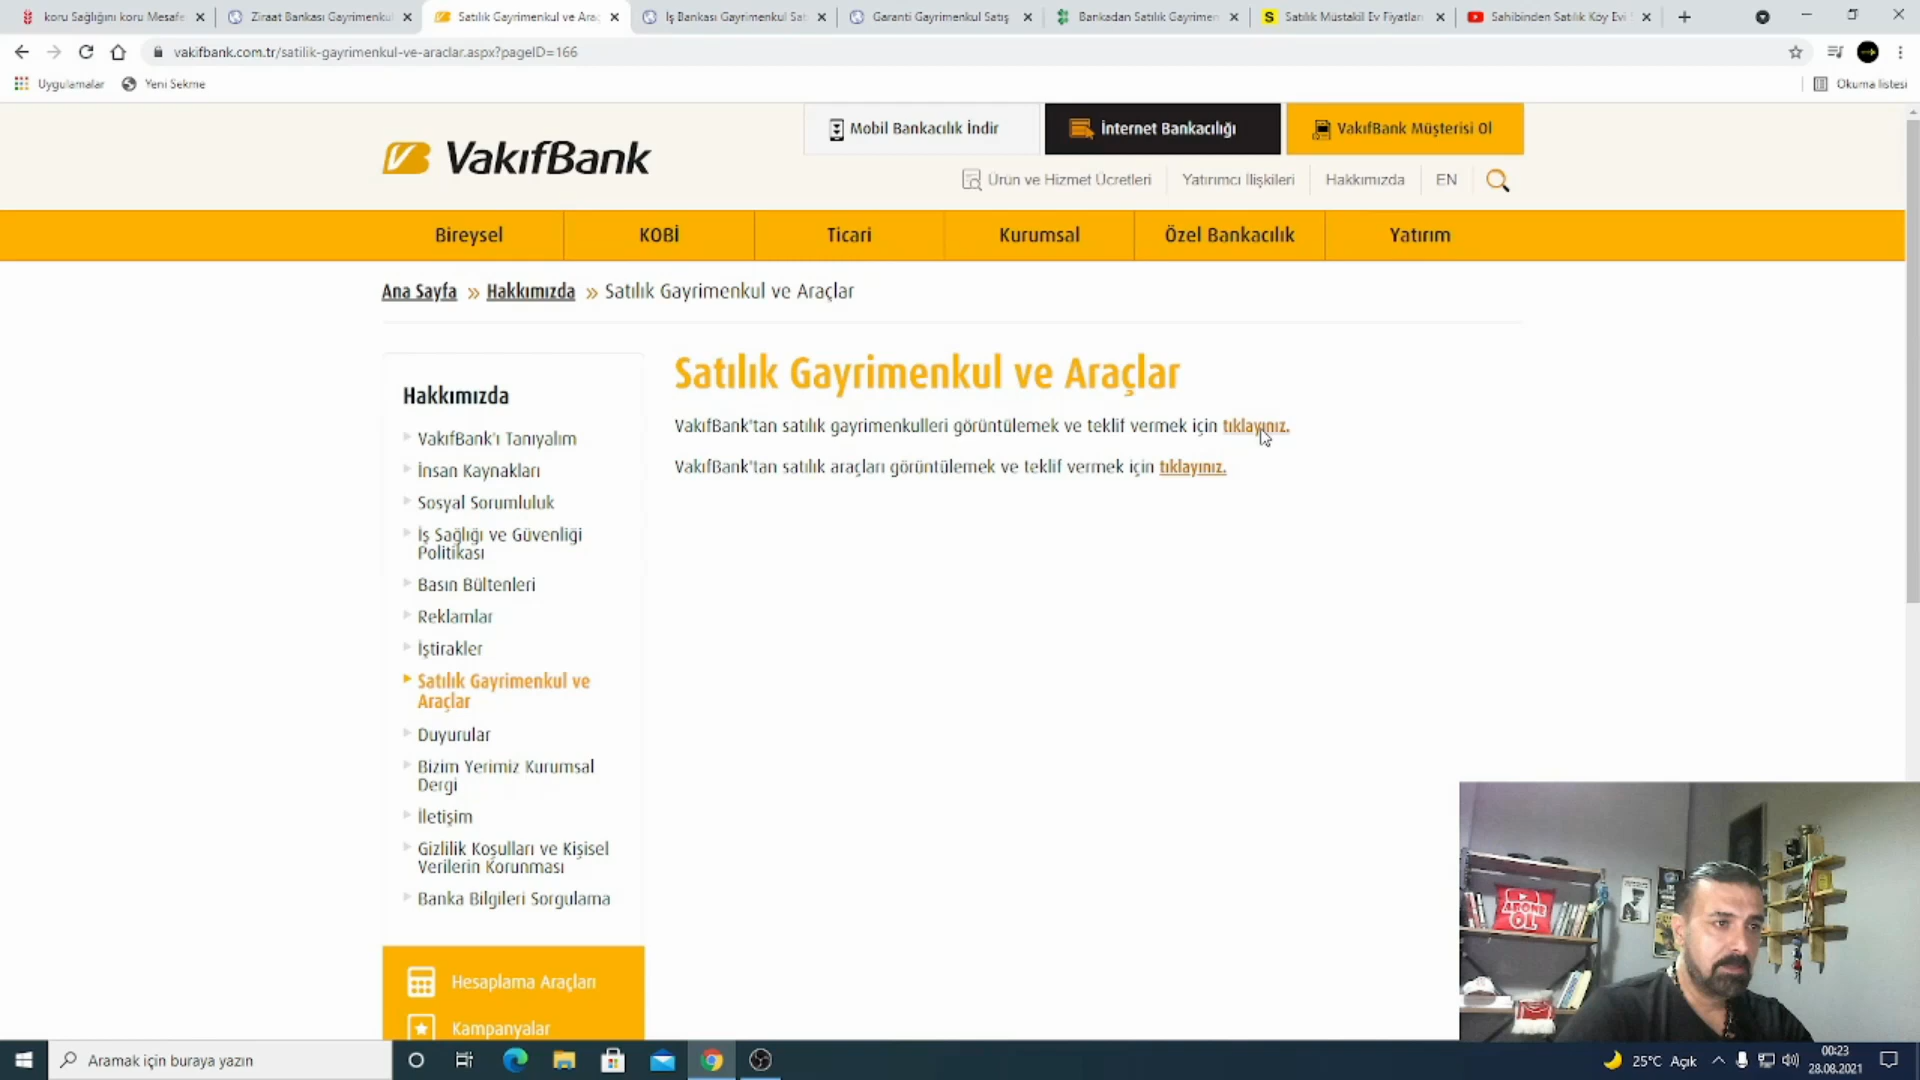 koru Sağlığını koru Mesafe
Ziraat Bankası Gayrimenku
Satılık Gayrimenkul ve Ara
İş Bankası Gayrimenkul Sat
Garanti Gayrimenkul Satış
Bankadan Satılık Gayrimen
Satılık Müstakil Ev Fiyatları
Sahibinden Satılık Köy Evi
vakifbank.com.tr/satilik-gayrimenkul-ve-araclar.aspx?pageID=166
Uygulamalar
Yeni Sekme
Okuma listesi
VakıfBank
Mobil Bankacılık İndir
İnternet Bankacılığı
VakıfBank Müşterisi Ol
Ürün ve Hizmet Ücretleri
Yatırımcı İlişkileri
Hakkımızda
EN
Bireysel
KOBİ
Ticari
Kurumsal
Özel Bankacılık
Yatırım
Ana Sayfa » Hakkımızda » Satılık Gayrimenkul ve Araçlar
Hakkımızda
VakıfBank'ı Tanıyalım
İnsan Kaynakları
Sosyal Sorumluluk
İş Sağlığı ve Güvenliği
Politikası
Basın Bültenleri
Reklamlar
İştirakler
Satılık Gayrimenkul ve
Araçlar
Duyurular
Bizim Yerimiz Kurumsal
Dergi
İletişim
Gizlilik Koşulları ve Kişisel
Verilerin Korunması
Banka Bilgileri Sorgulama
Hesaplama Araçları
Kampanyalar
Satılık Gayrimenkul ve Araçlar
VakıfBank'tan satılık gayrimenkulleri görüntülemek ve teklif vermek için tıklayınız.
VakıfBank'tan satılık araçları görüntülemek ve teklif vermek için tıklayınız.
ABONE
OL
Aramak için buraya yazın
25°C Açık
00:23
28.08.2021